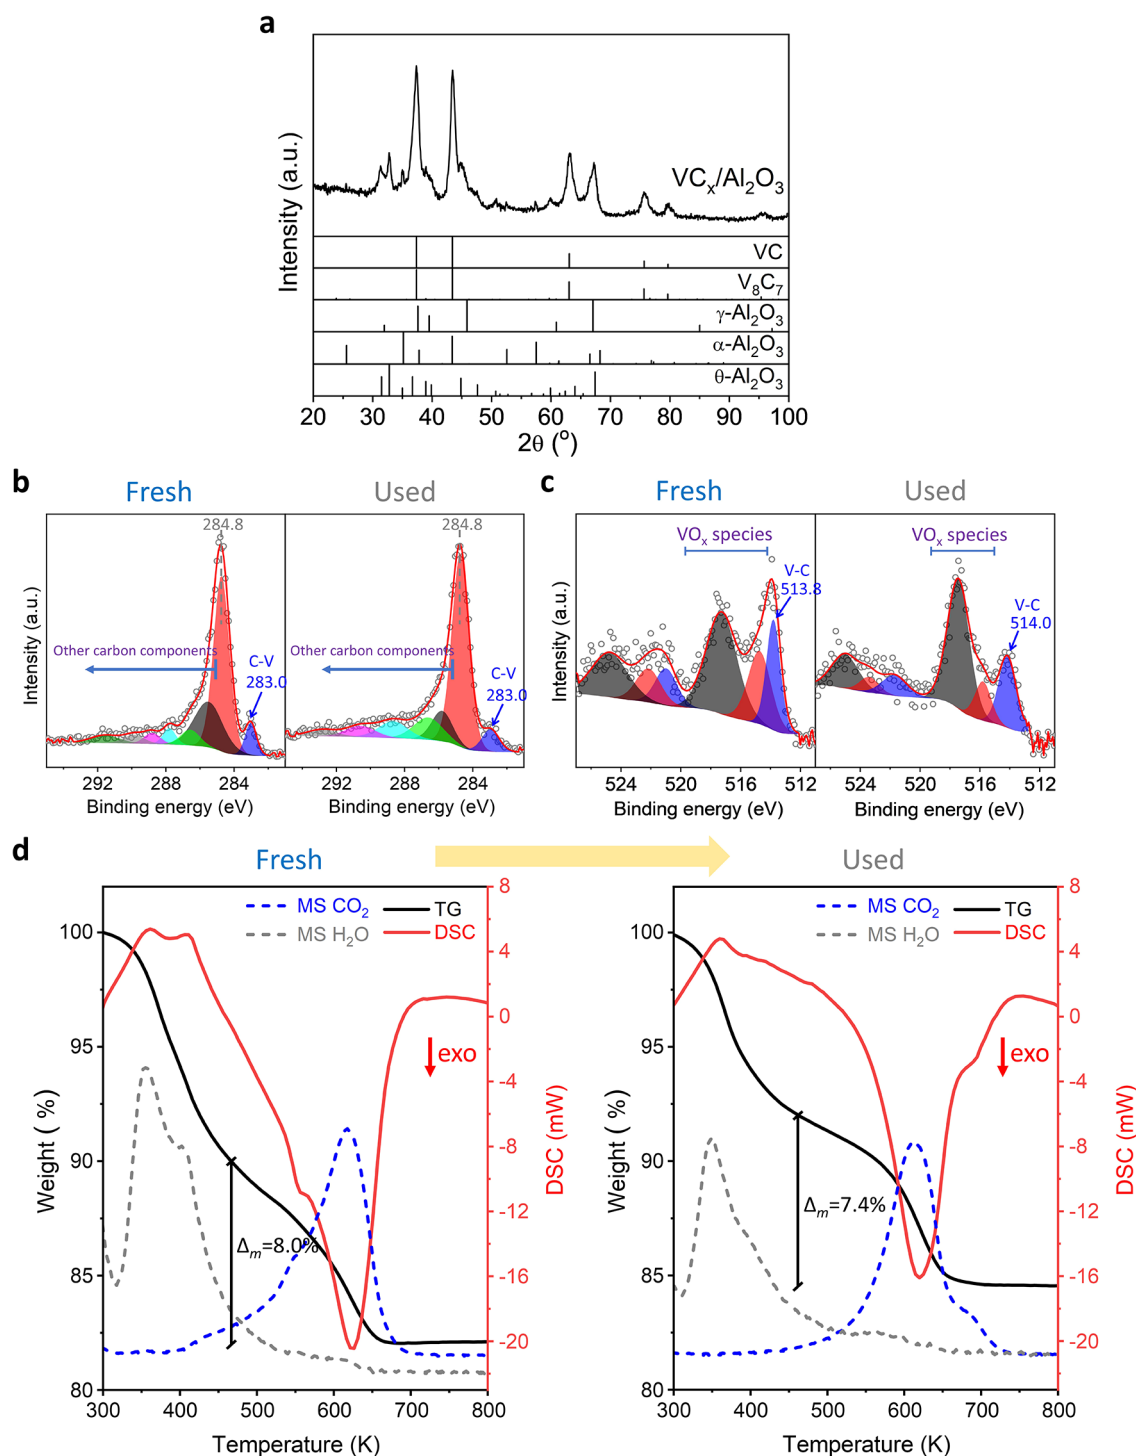 a
Intensity (a.u.)
VCx/Al2O3
VC
V8C7
γ-Al2O3
α-Al2O3
θ-Al2O3
20 30 40 50 60 70 80 90 100
2θ (°)
b
Fresh
Used
284.8
284.8
Other carbon components
Other carbon components
C-V
283.0
C-V
283.0
Intensity (a.u.)
292 288 284
292 288 284
Binding energy (eV)
Binding energy (eV)
c
Fresh
Used
VOx species
VOx species
V-C
513.8
V-C
514.0
Intensity (a.u.)
524 520 516 512
524 520 516 512
Binding energy (eV)
Binding energy (eV)
d
Fresh
MS CO2
TG
MS H2O
DSC
100
95
90
85
80
Weight ( %)
8
4
0
-4
-8
-12
-16
-20
DSC (mW)
exo
Δm=8.0%
300 400 500 600 700 800
Temperature (K)
Used
MS CO2
TG
MS H2O
DSC
100
95
90
85
80
Weight ( %)
8
4
0
-4
-8
-12
-16
-20
DSC (mW)
exo
Δm=7.4%
300 400 500 600 700 800
Temperature (K)